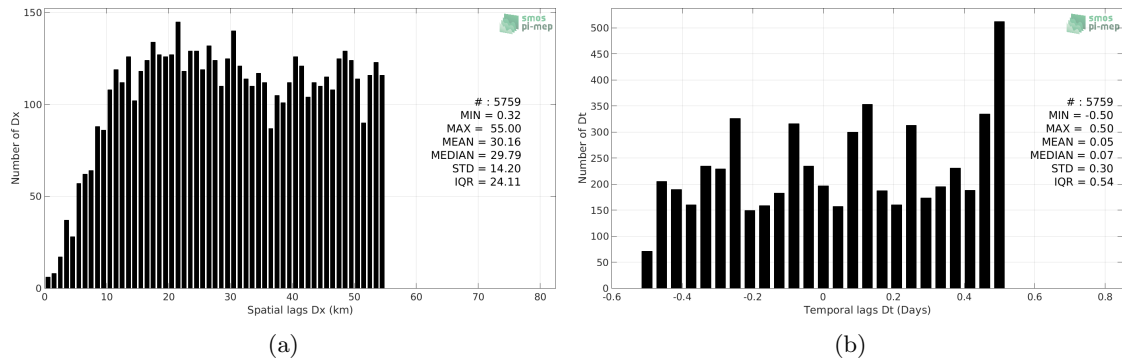 150
100
50
0
0
10
20
30
40
50
60
70
80
Number of Dx
Spatial lags Dx (km)
smos
pi-mep
# : 5759
MIN = 0.32
MAX = 55.00
MEAN = 30.16
MEDIAN = 29.79
STD = 14.20
IQR = 24.11
(a)
500
450
400
350
300
250
200
150
100
50
0
-0.6
-0.4
-0.2
0
0.2
0.4
0.6
0.8
Number of Dt
Temporal lags Dt (Days)
smos
pi-mep
# : 5759
MIN = -0.50
MAX = 0.50
MEAN = 0.05
MEDIAN = 0.07
STD = 0.30
IQR = 0.54
(b)